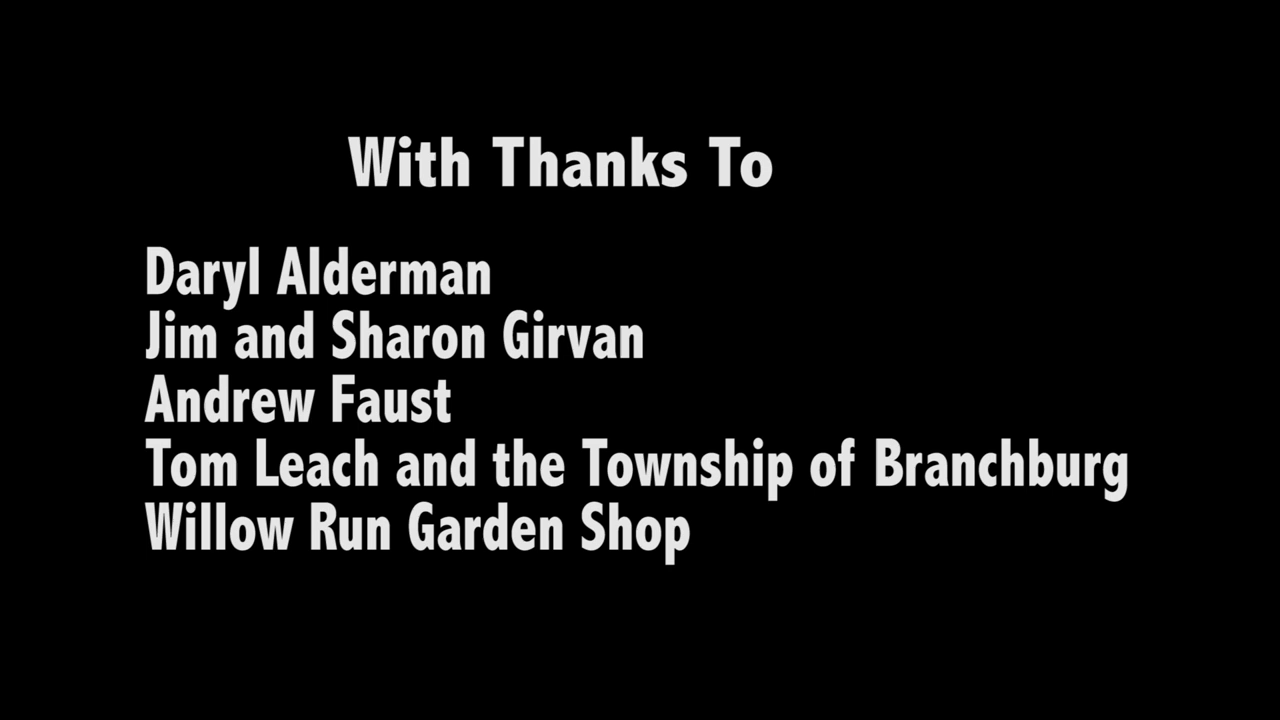 With Thanks To
Daryl Alderman
Jim and Sharon Girvan
Andrew Faust
Tom Leach and the Township of Branchburg
Willow Run Garden Shop